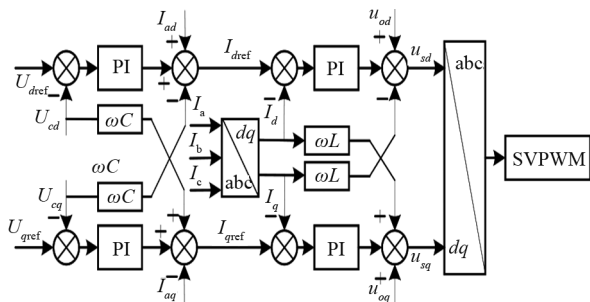 I_ad
u_od
U_dref
PI
I_dref
PI
u_sd
abc
U_cd
ωC
I_a
I_b
I_c
dq
abc
I_d
ωL
ωC
ωL
SVPWM
U_cq
ωC
I_q
U_qref
PI
I_qref
PI
u_sq
dq
I_aq
u_oq